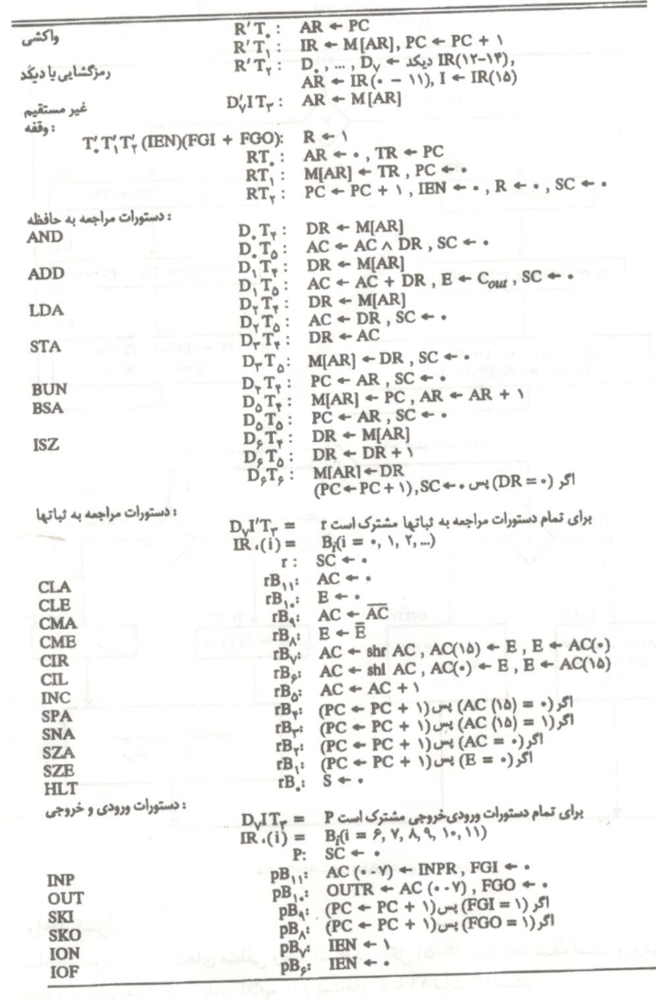 واکشی R′T۰: AR ← PC
R′T۱: IR ← M[AR], PC ← PC + ۱
رمزگشایی یا دیکُد R′T۲: D۰, ..., D۷ ← دیکد IR(۱۲-۱۴),
AR ← IR(۰ – ۱۱), I ← IR(۱۵)
غیر مستقیم D′۷IT۳: AR ← M[AR]
وقفه :
T′۰T′۱T′۲ (IEN)(FGI + FGO): R ← ۱
RT۰: AR ← ۰ , TR ← PC
RT۱: M[AR] ← TR , PC ← ۰
RT۲: PC ← PC + ۱ , IEN ← ۰ , R ← ۰ , SC ← ۰
دستورات مراجعه به حافظه :
AND D۰T۴: DR ← M[AR]
D۰T۵: AC ← AC ∧ DR , SC ← ۰
ADD D۱T۴: DR ← M[AR]
D۱T۵: AC ← AC + DR , E ← Cout , SC ← ۰
LDA D۲T۴: DR ← M[AR]
D۲T۵: AC ← DR , SC ← ۰
STA D۳T۴: DR ← AC
D۳T۵: M[AR] ← DR , SC ← ۰
BUN D۴T۴: PC ← AR , SC ← ۰
BSA D۵T۴: M[AR] ← PC , AR ← AR + ۱
D۵T۵: PC ← AR , SC ← ۰
ISZ D۶T۴: DR ← M[AR]
D۶T۵: DR ← DR + ۱
D۶T۶: M[AR] ← DR
اگر (DR = ۰) پس (PC ← PC + ۱), SC ← ۰
دستورات مراجعه به ثباتها :
D۷I′T۳ = r برای تمام دستورات مراجعه به ثباتها مشترک است
IR.(i) = Bi(i = ۰, ۱, ۲, ...)
r: SC ← ۰
CLA rB۱۱: AC ← ۰
CLE rB۱۰: E ← ۰
CMA rB۹: AC ← A̅C̅
CME rB۸: E ← E̅
CIR rB۷: AC ← shr AC , AC(۱۵) ← E , E ← AC(۰)
CIL rB۶: AC ← shl AC , AC(۰) ← E , E ← AC(۱۵)
INC rB۵: AC ← AC + ۱
SPA rB۴: اگر (AC (۱۵) = ۰) پس (PC ← PC + ۱)
SNA rB۳: اگر (AC (۱۵) = ۱) پس (PC ← PC + ۱)
SZA rB۲: اگر (AC = ۰) پس (PC ← PC + ۱)
SZE rB۱: اگر (E = ۰) پس (PC ← PC + ۱)
HLT rB۰: S ← ۰
دستورات ورودی و خروجی :
D۷IT۳ = P برای تمام دستورات ورودی‌خروجی مشترک است
IR.(i) = Bi(i = ۶, ۷, ۸, ۹, ۱۰, ۱۱)
P: SC ← ۰
INP pB۱۱: AC (۰-۷) ← INPR , FGI ← ۰
OUT pB۱۰: OUTR ← AC (۰-۷) , FGO ← ۰
SKI pB۹: اگر (FGI = ۱) پس (PC ← PC + ۱)
SKO pB۸: اگر (FGO = ۱) پس (PC ← PC + ۱)
ION pB۷: IEN ← ۱
IOF pB۶: IEN ← ۰